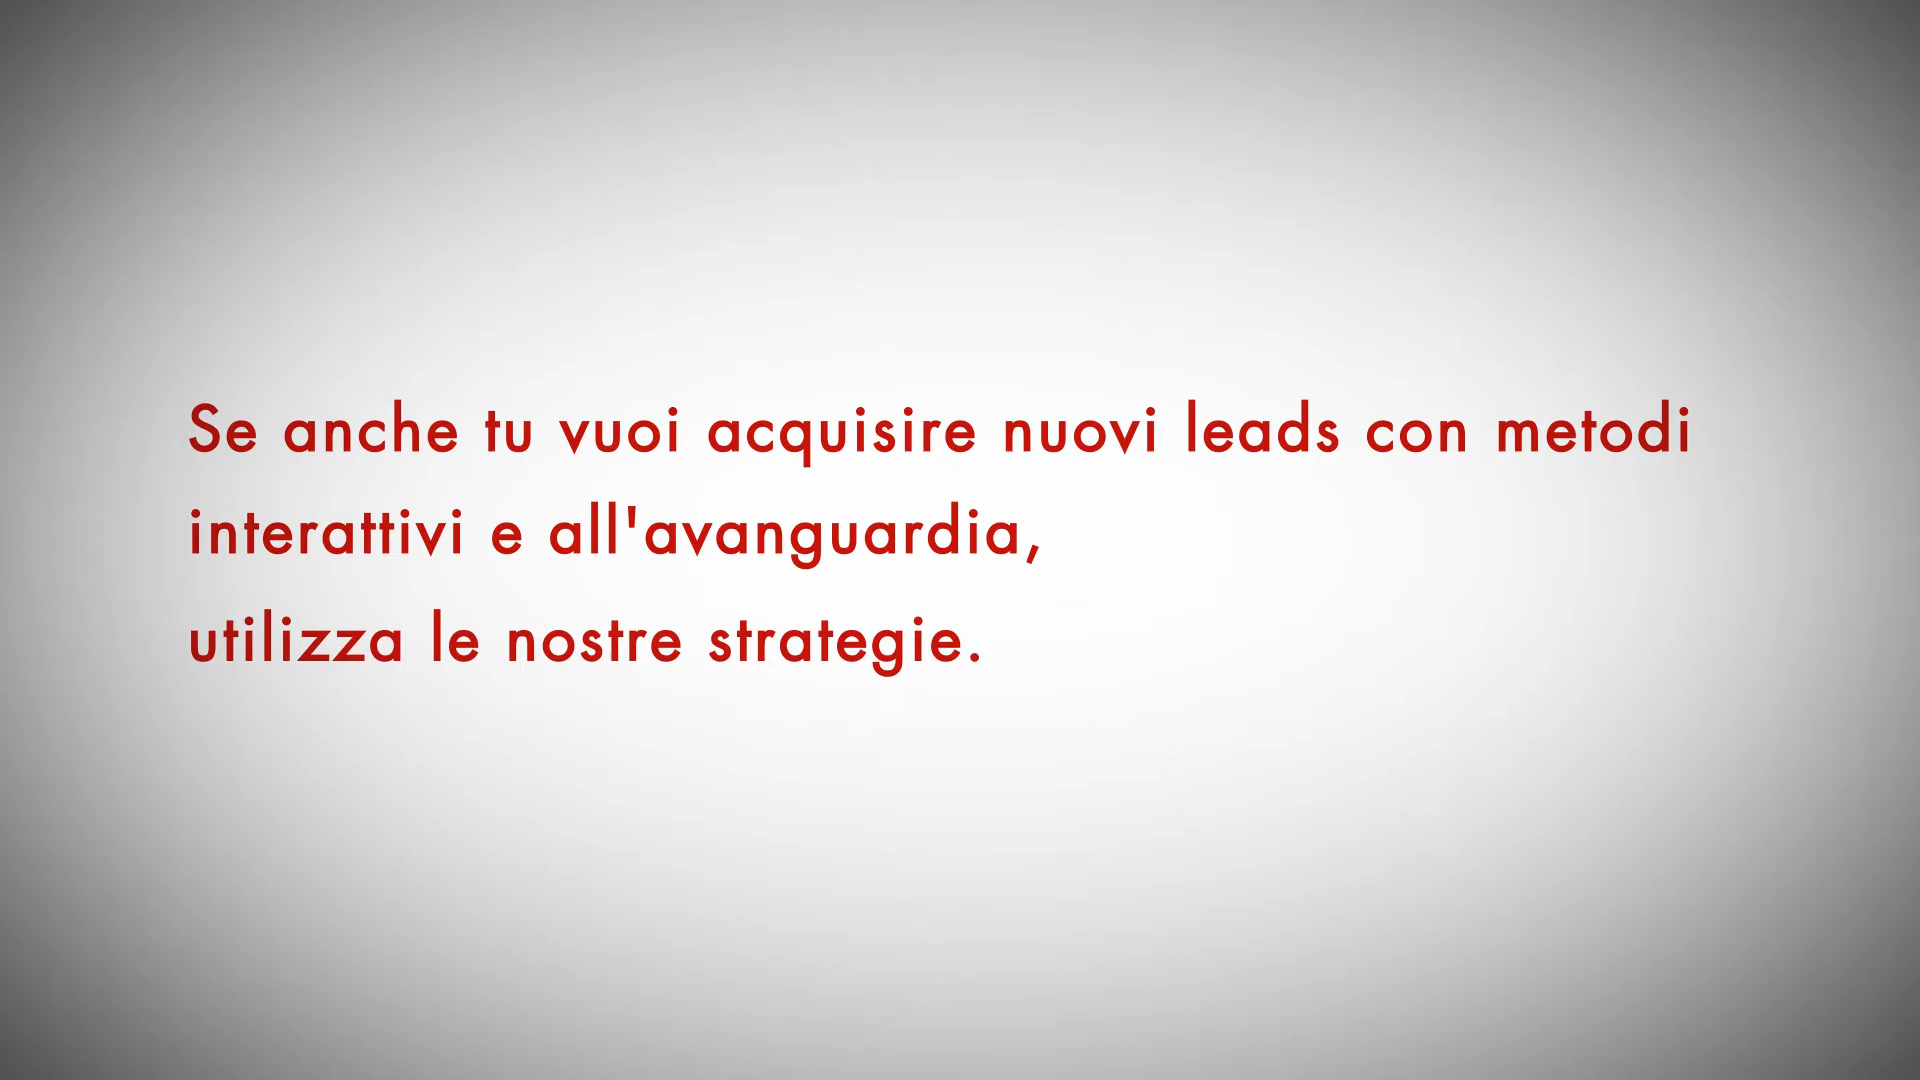 Se anche tu vuoi acquisire nuovi leads con metodi
interattivi e all'avanguardia,
utilizza le nostre strategie.